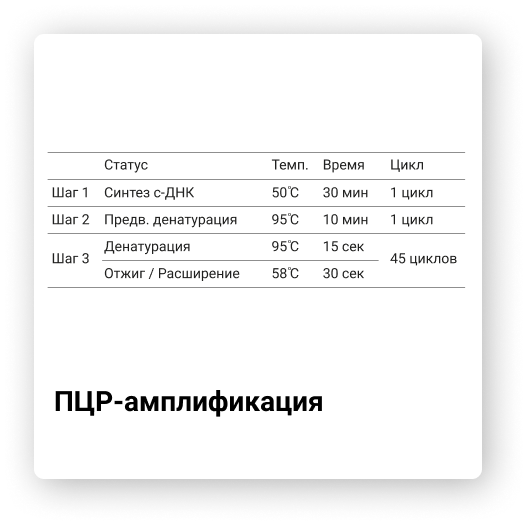 Статус Темп. Время Цикл
Шаг 1 Синтез с-ДНК 50℃ 30 мин 1 цикл
Шаг 2 Предв. денатурация 95℃ 10 мин 1 цикл
Шаг 3 Денатурация 95℃ 15 сек 45 циклов
Отжиг / Расширение 58℃ 30 сек
ПЦР-амплификация